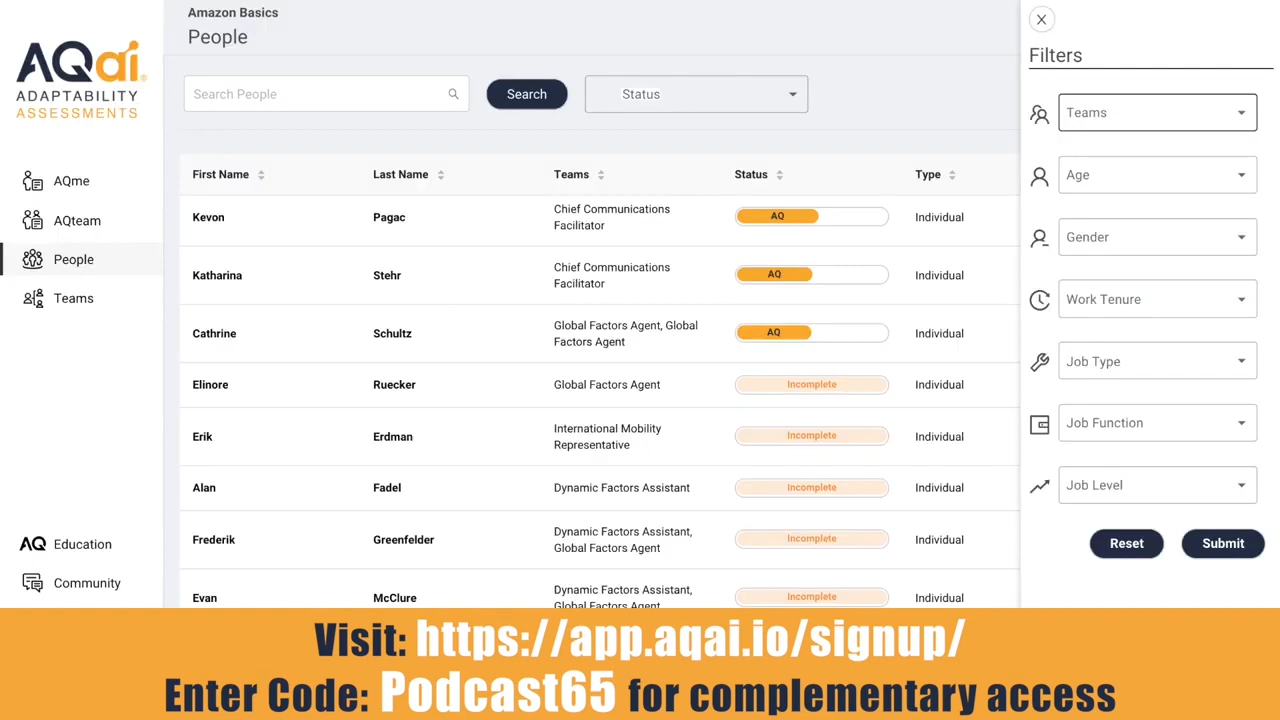 AQai
ADAPTABILITY
ASSESSMENTS
AQme
AQteam
People
Teams
AQ Education
Community
Amazon Basics
People
Search People
Search
Status
First Name
Last Name
Teams
Status
Type
Kevon
Pagac
Chief Communications
Facilitator
AQ
Individual
Katharina
Stehr
Chief Communications
Facilitator
AQ
Individual
Cathrine
Schultz
Global Factors Agent, Global
Factors Agent
AQ
Individual
Elinore
Ruecker
Global Factors Agent
Incomplete
Individual
Erik
Erdman
International Mobility
Representative
Incomplete
Individual
Alan
Fadel
Dynamic Factors Assistant
Incomplete
Individual
Frederik
Greenfelder
Dynamic Factors Assistant,
Global Factors Agent
Incomplete
Individual
Evan
McClure
Dynamic Factors Assistant,
Global Factors Agent
Incomplete
Individual
X
Filters
Teams
Age
Gender
Work Tenure
Job Type
Job Function
Job Level
Reset
Submit
Visit: https://app.aqai.io/signup/
Enter Code: Podcast65 for complementary access